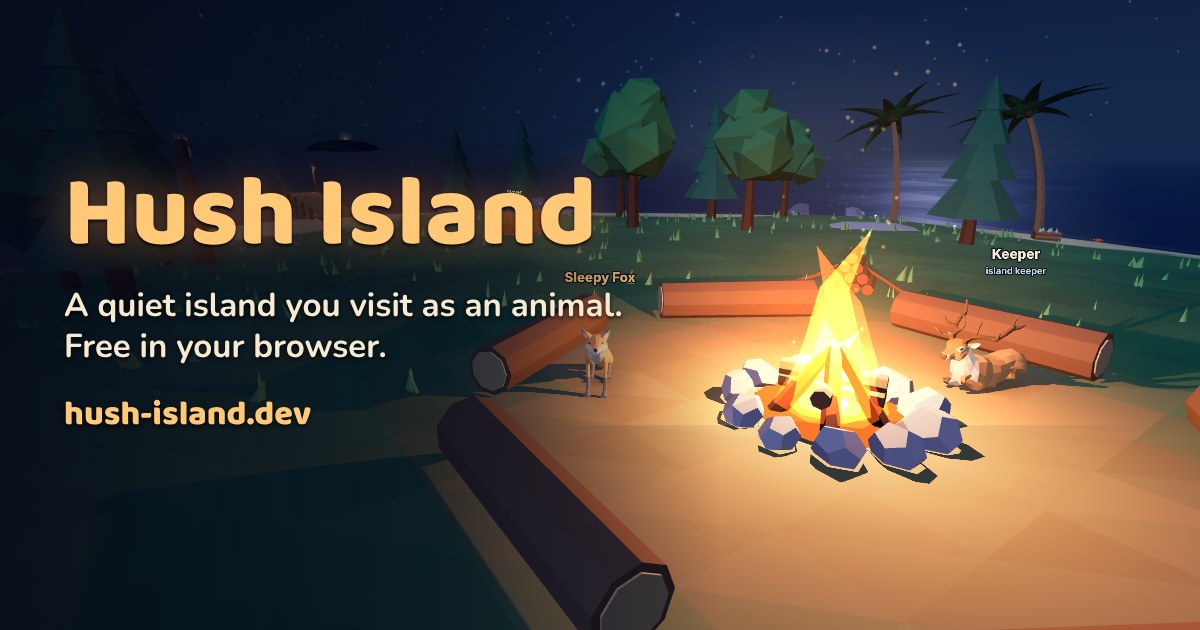 Hush Island
Sleepy Fox
A quiet island you visit as an animal.
Free in your browser.
hush-island.dev
Keeper
island keeper